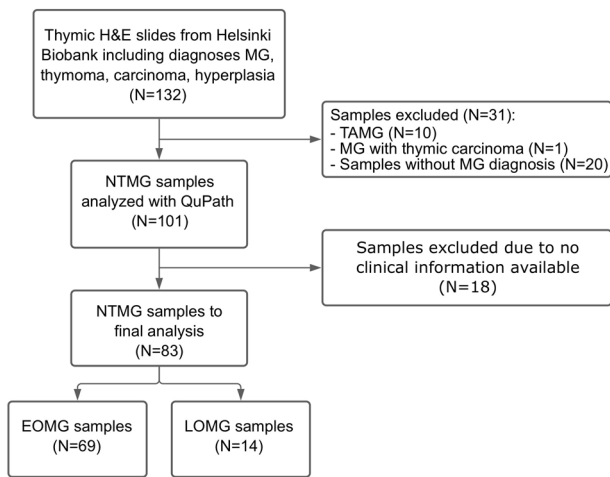 Thymic H&E slides from Helsinki
Biobank including diagnoses MG,
thymoma, carcinoma, hyperplasia
(N=132)
Samples excluded (N=31):
- TAMG (N=10)
- MG with thymic carcinoma (N=1)
- Samples without MG diagnosis (N=20)
NTMG samples
analyzed with QuPath
(N=101)
Samples excluded due to no
clinical information available
(N=18)
NTMG samples to
final analysis
(N=83)
EOMG samples
(N=69)
LOMG samples
(N=14)